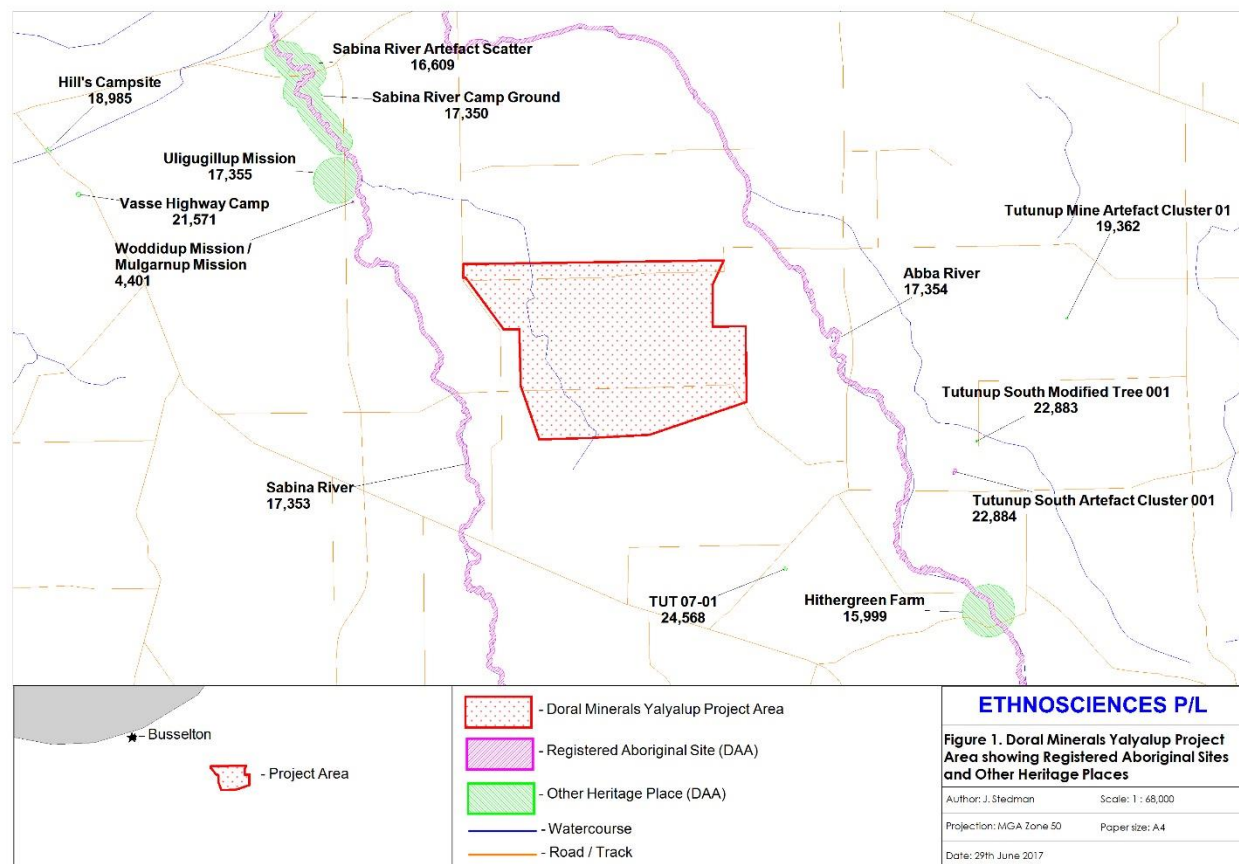 Sabina River Artefact Scatter
16,609
Hill's Campsite
18,985
Sabina River Camp Ground
17,350
Uligugillup Mission
17,355
Vasse Highway Camp
21,571
Tutunup Mine Artefact Cluster 01
19,362
Woddidup Mission /
Mulgarnup Mission
4,401
Abba River
17,354
Tutunup South Modified Tree 001
22,883
Sabina River
17,353
Tutunup South Artefact Cluster 001
22,884
TUT 07-01
24,568
Hithergreen Farm
15,999
- Busselton
- Project Area
- Doral Minerals Yalyalup Project Area
- Registered Aboriginal Site (DAA)
- Other Heritage Place (DAA)
- Watercourse
- Road / Track
ETHNOSCIENCES P/L
Figure 1. Doral Minerals Yalyalup Project
Area showing Registered Aboriginal Sites
and Other Heritage Places
Author: J. Stedman
Scale: 1 : 68,000
Projection: MGA Zone 50
Paper size: A4
Date: 29th June 2017